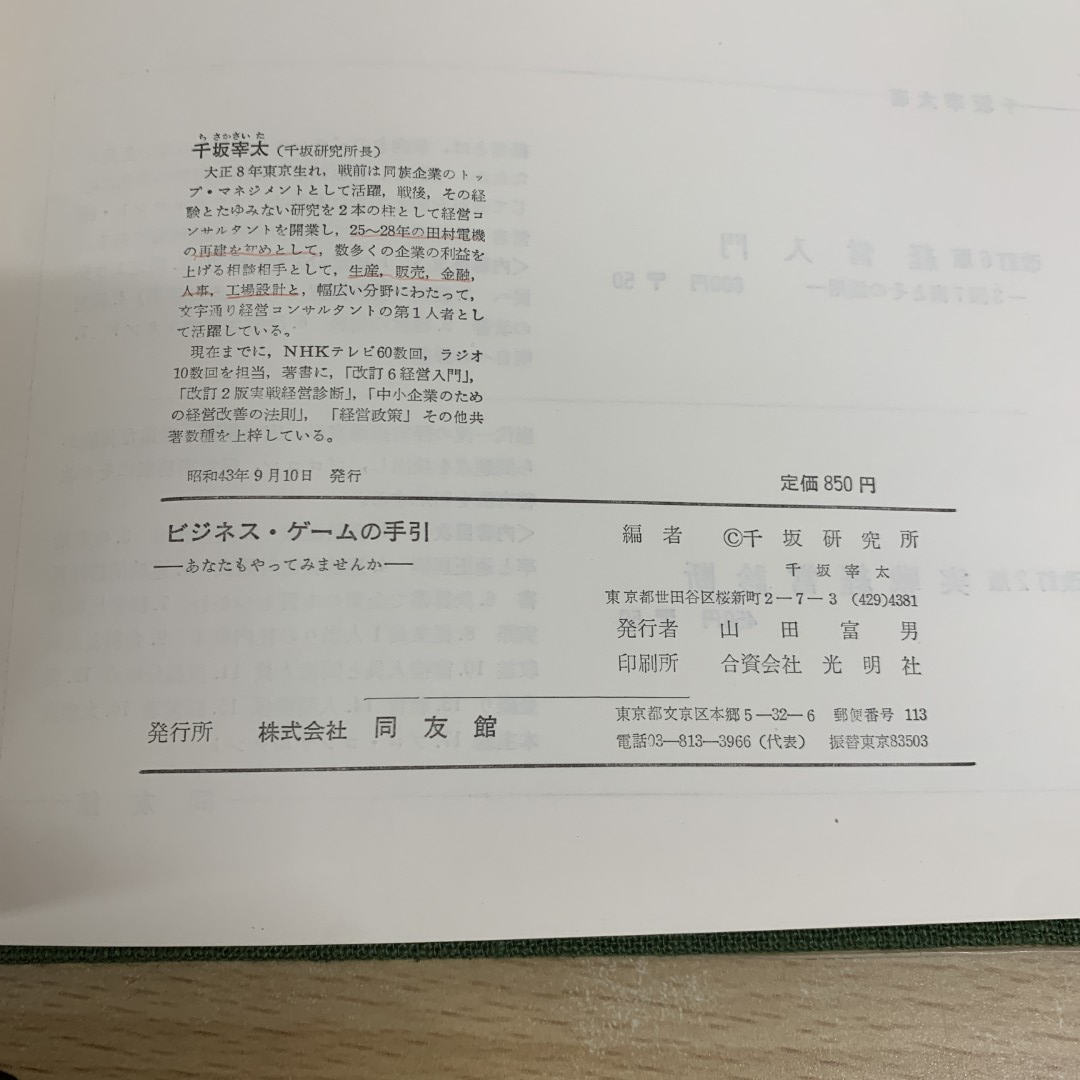 ち さかさい た
千坂宰太(千坂研究所長)
大正8年東京生れ,戦前は同族企業のトッ
プ・マネジメントとして活躍,戦後,その経
験とたゆみない研究を2本の柱として経営コ
ンサルタントを開業し,25〜28年の田村電機
の再建を初めとして,数多くの企業の利益を
上げる相談相手として,生産,販売,金融,
人事,工場設計と,幅広い分野にわたって,
文字通り経営コンサルタントの第1人者とし
て活躍している。
現在までに,NHKテレビ60数回,ラジオ
10数回を担当,著書に,「改訂6経営入門」,
「改訂2版実戦経営診断」,「中小企業のため
の経営改善の法則」,「経営政策」その他共
著数種を上梓している。
昭和43年9月10日 発行
定価850円
ビジネス・ゲームの手引
―あなたもやってみませんか―
編者 ©千坂研究所
千坂宰太
東京都世田谷区桜新町2―7―3 (429)4381
発行者 山田富男
印刷所 合資会社 光明社
発行所 株式会社 同友館
東京都文京区本郷5―32―6 郵便番号 113
電話03―813―3966(代表) 振替東京83503